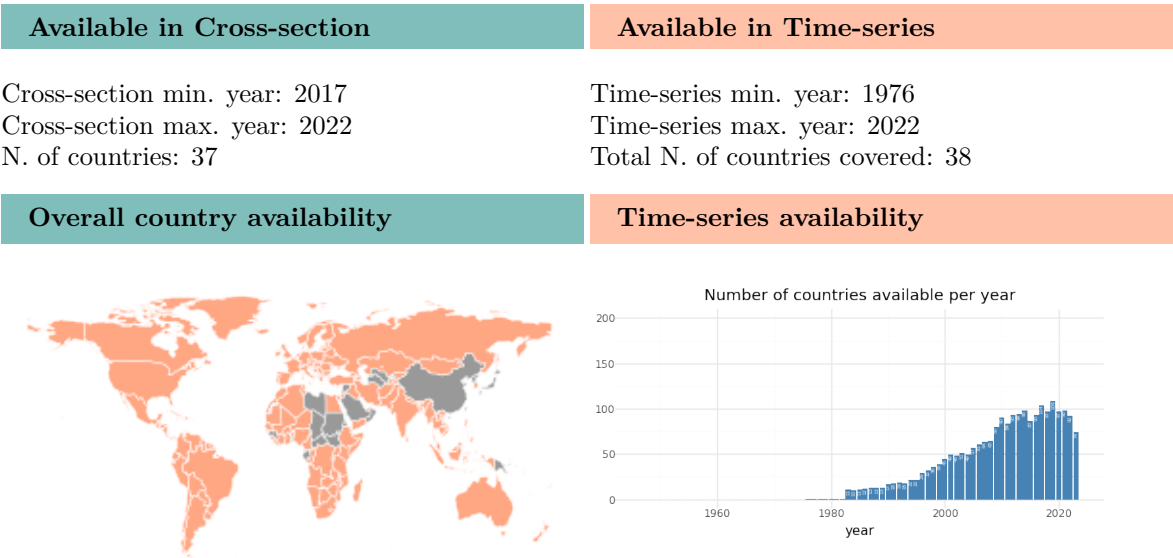 Available in Cross-section
Available in Time-series
Cross-section min. year: 2017
Cross-section max. year: 2022
N. of countries: 37
Time-series min. year: 1976
Time-series max. year: 2022
Total N. of countries covered: 38
Overall country availability
Time-series availability
Number of countries available per year
200
150
100
50
0
1960
1980
2000
2020
year